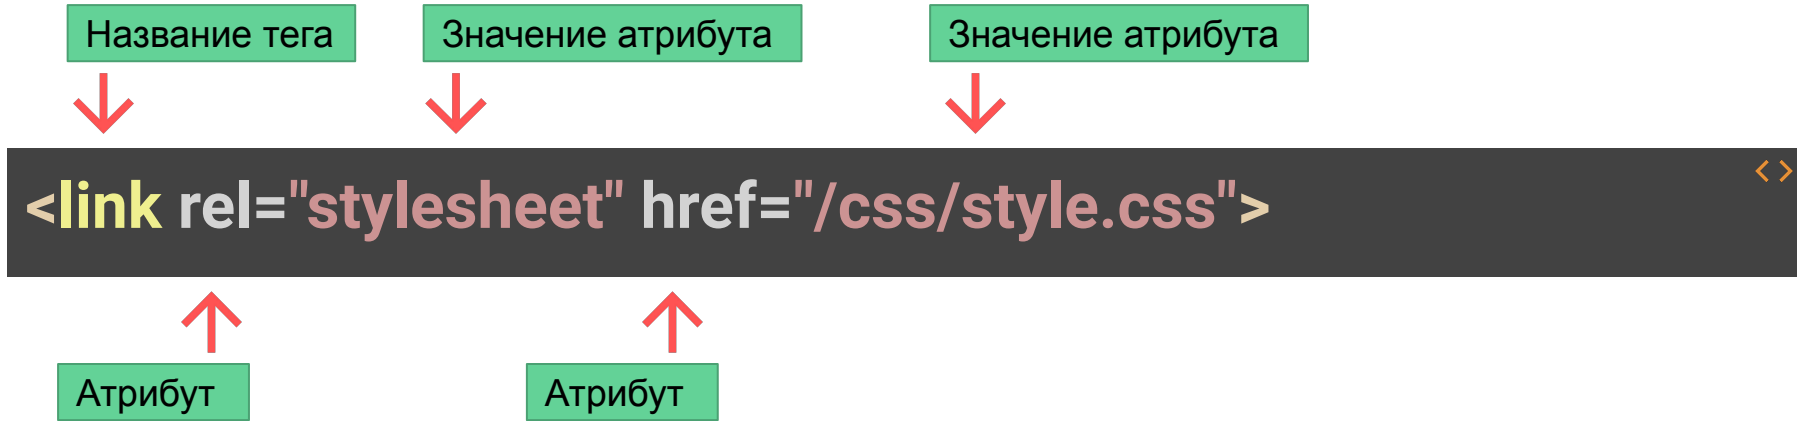 Название тега Значение атрибута Значение атрибута
<link rel="stylesheet" href="/css/style.css">
< >
Атрибут Атрибут